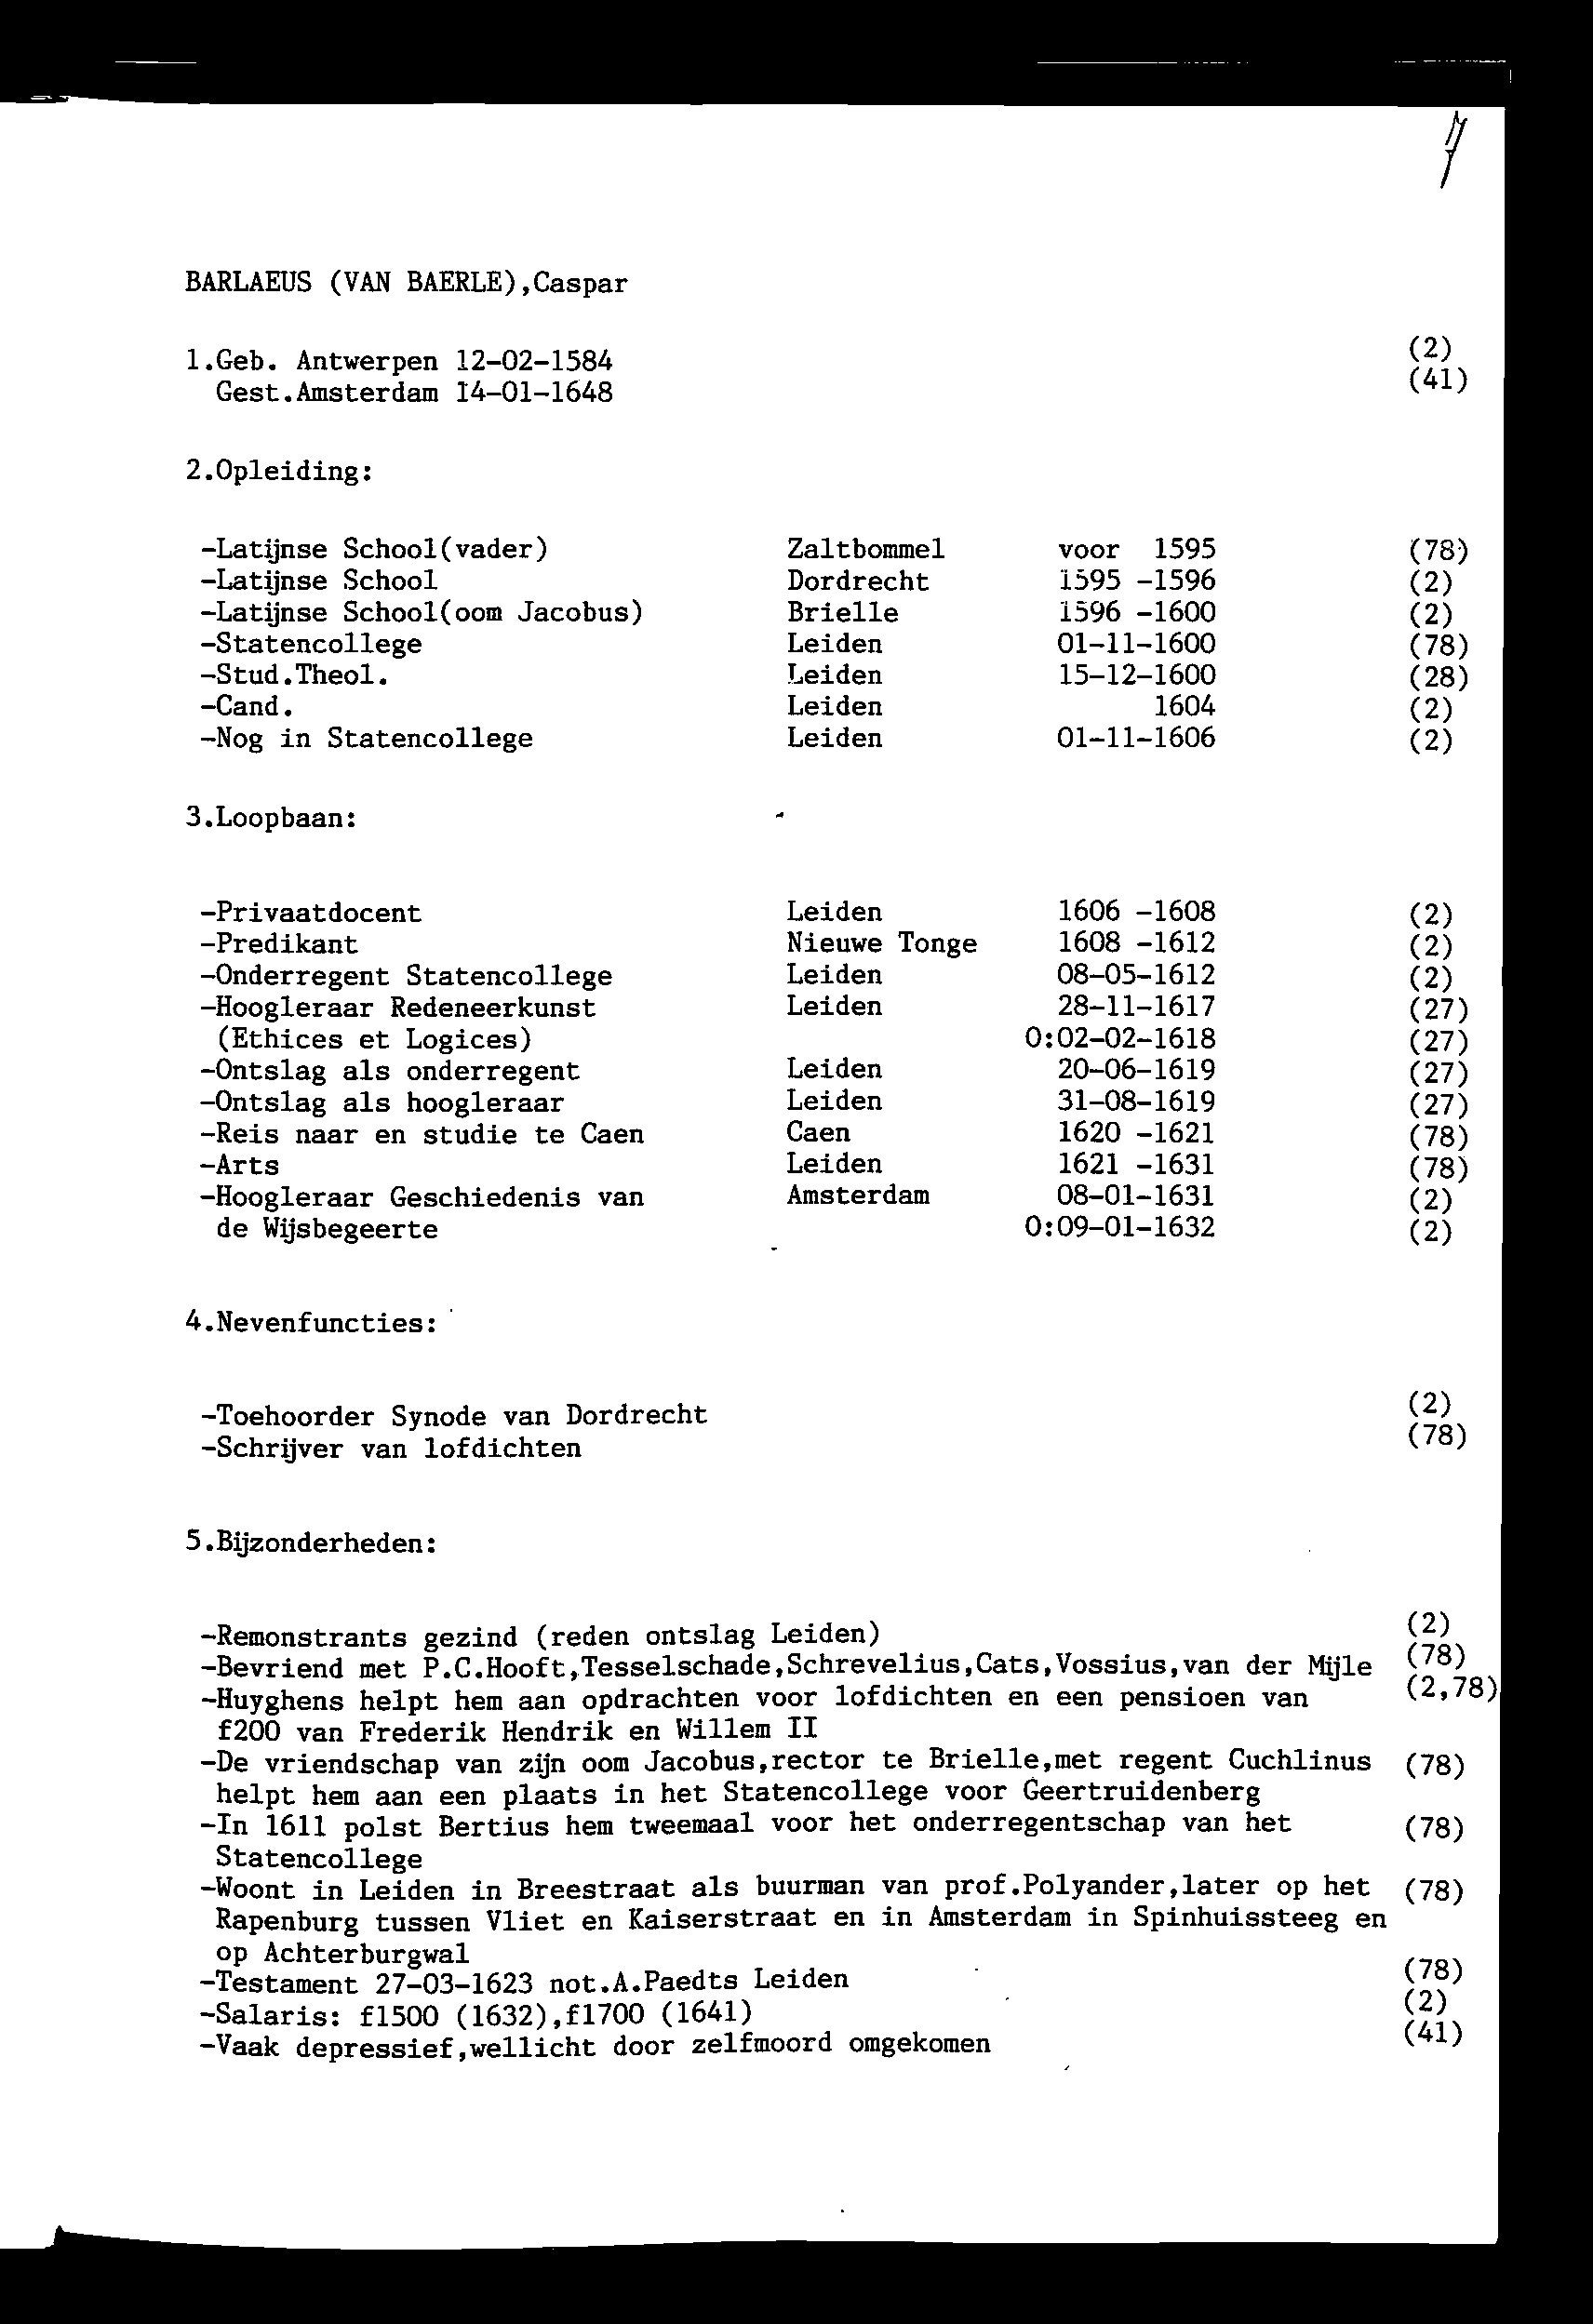 BARLAEUS (VAN BAERLE),Caspar
1.Geb. Antwerpen 12-02-1584 (2)
Gest.Amsterdam 14-01-1648 (41)
2.Opleiding:
-Latijnse School(vader) Zaltbommel voor 1595 (78)
-Latijnse School Dordrecht 1595 -1596 (2)
-Latijnse School(oom Jacobus) Brielle 1596 -1600 (2)
-Statencollege Leiden 01-11-1600 (78)
-Stud.Theol. Leiden 15-12-1600 (28)
-Cand. Leiden 1604 (2)
-Nog in Statencollege Leiden 01-11-1606 (2)
3.Loopbaan:
-Privaatdocent Leiden 1606 -1608 (2)
-Predikant Nieuwe Tonge 1608 -1612 (2)
-Onderregent Statencollege Leiden 08-05-1612 (2)
-Hoogleraar Redeneerkunst Leiden 28-11-1617 (27)
(Ethices et Logices) O:02-02-1618 (27)
-Ontslag als onderregent Leiden 20-06-1619 (27)
-Ontslag als hoogleraar Leiden 31-08-1619 (27)
-Reis naar en studie te Caen Caen 1620 -1621 (78)
-Arts Leiden 1621 -1631 (78)
-Hoogleraar Geschiedenis van Amsterdam 08-01-1631 (2)
de Wijsbegeerte O:09-01-1632 (2)
4.Nevenfuncties:
-Toehoorder Synode van Dordrecht (2)
-Schrijver van lofdichten (78)
5.Bijzonderheden:
-Remonstrants gezind (reden ontslag Leiden) (2)
-Bevriend met P.C.Hooft,Tesselschade,Schrevelius,Cats,Vossius,van der Mijle (78)
-Huyghens helpt hem aan opdrachten voor lofdichten en een pensioen van (2,78)
f200 van Frederik Hendrik en Willem II
-De vriendschap van zijn oom Jacobus,rector te Brielle,met regent Cuchlinus (78)
helpt hem aan een plaats in het Statencollege voor Geertruidenberg
-In 1611 polst Bertius hem tweemaal voor het onderregentschap van het (78)
Statencollege
-Woont in Leiden in Breestraat als buurman van prof.Polyander,later op het (78)
Rapenburg tussen Vliet en Kaiserstraat en in Amsterdam in Spinhuissteeg en
op Achterburgwal
-Testament 27-03-1623 not.A.Paedts Leiden (78)
-Salaris: f1500 (1632),f1700 (1641) (2)
-Vaak depressief,wellicht door zelfmoord omgekomen (41)